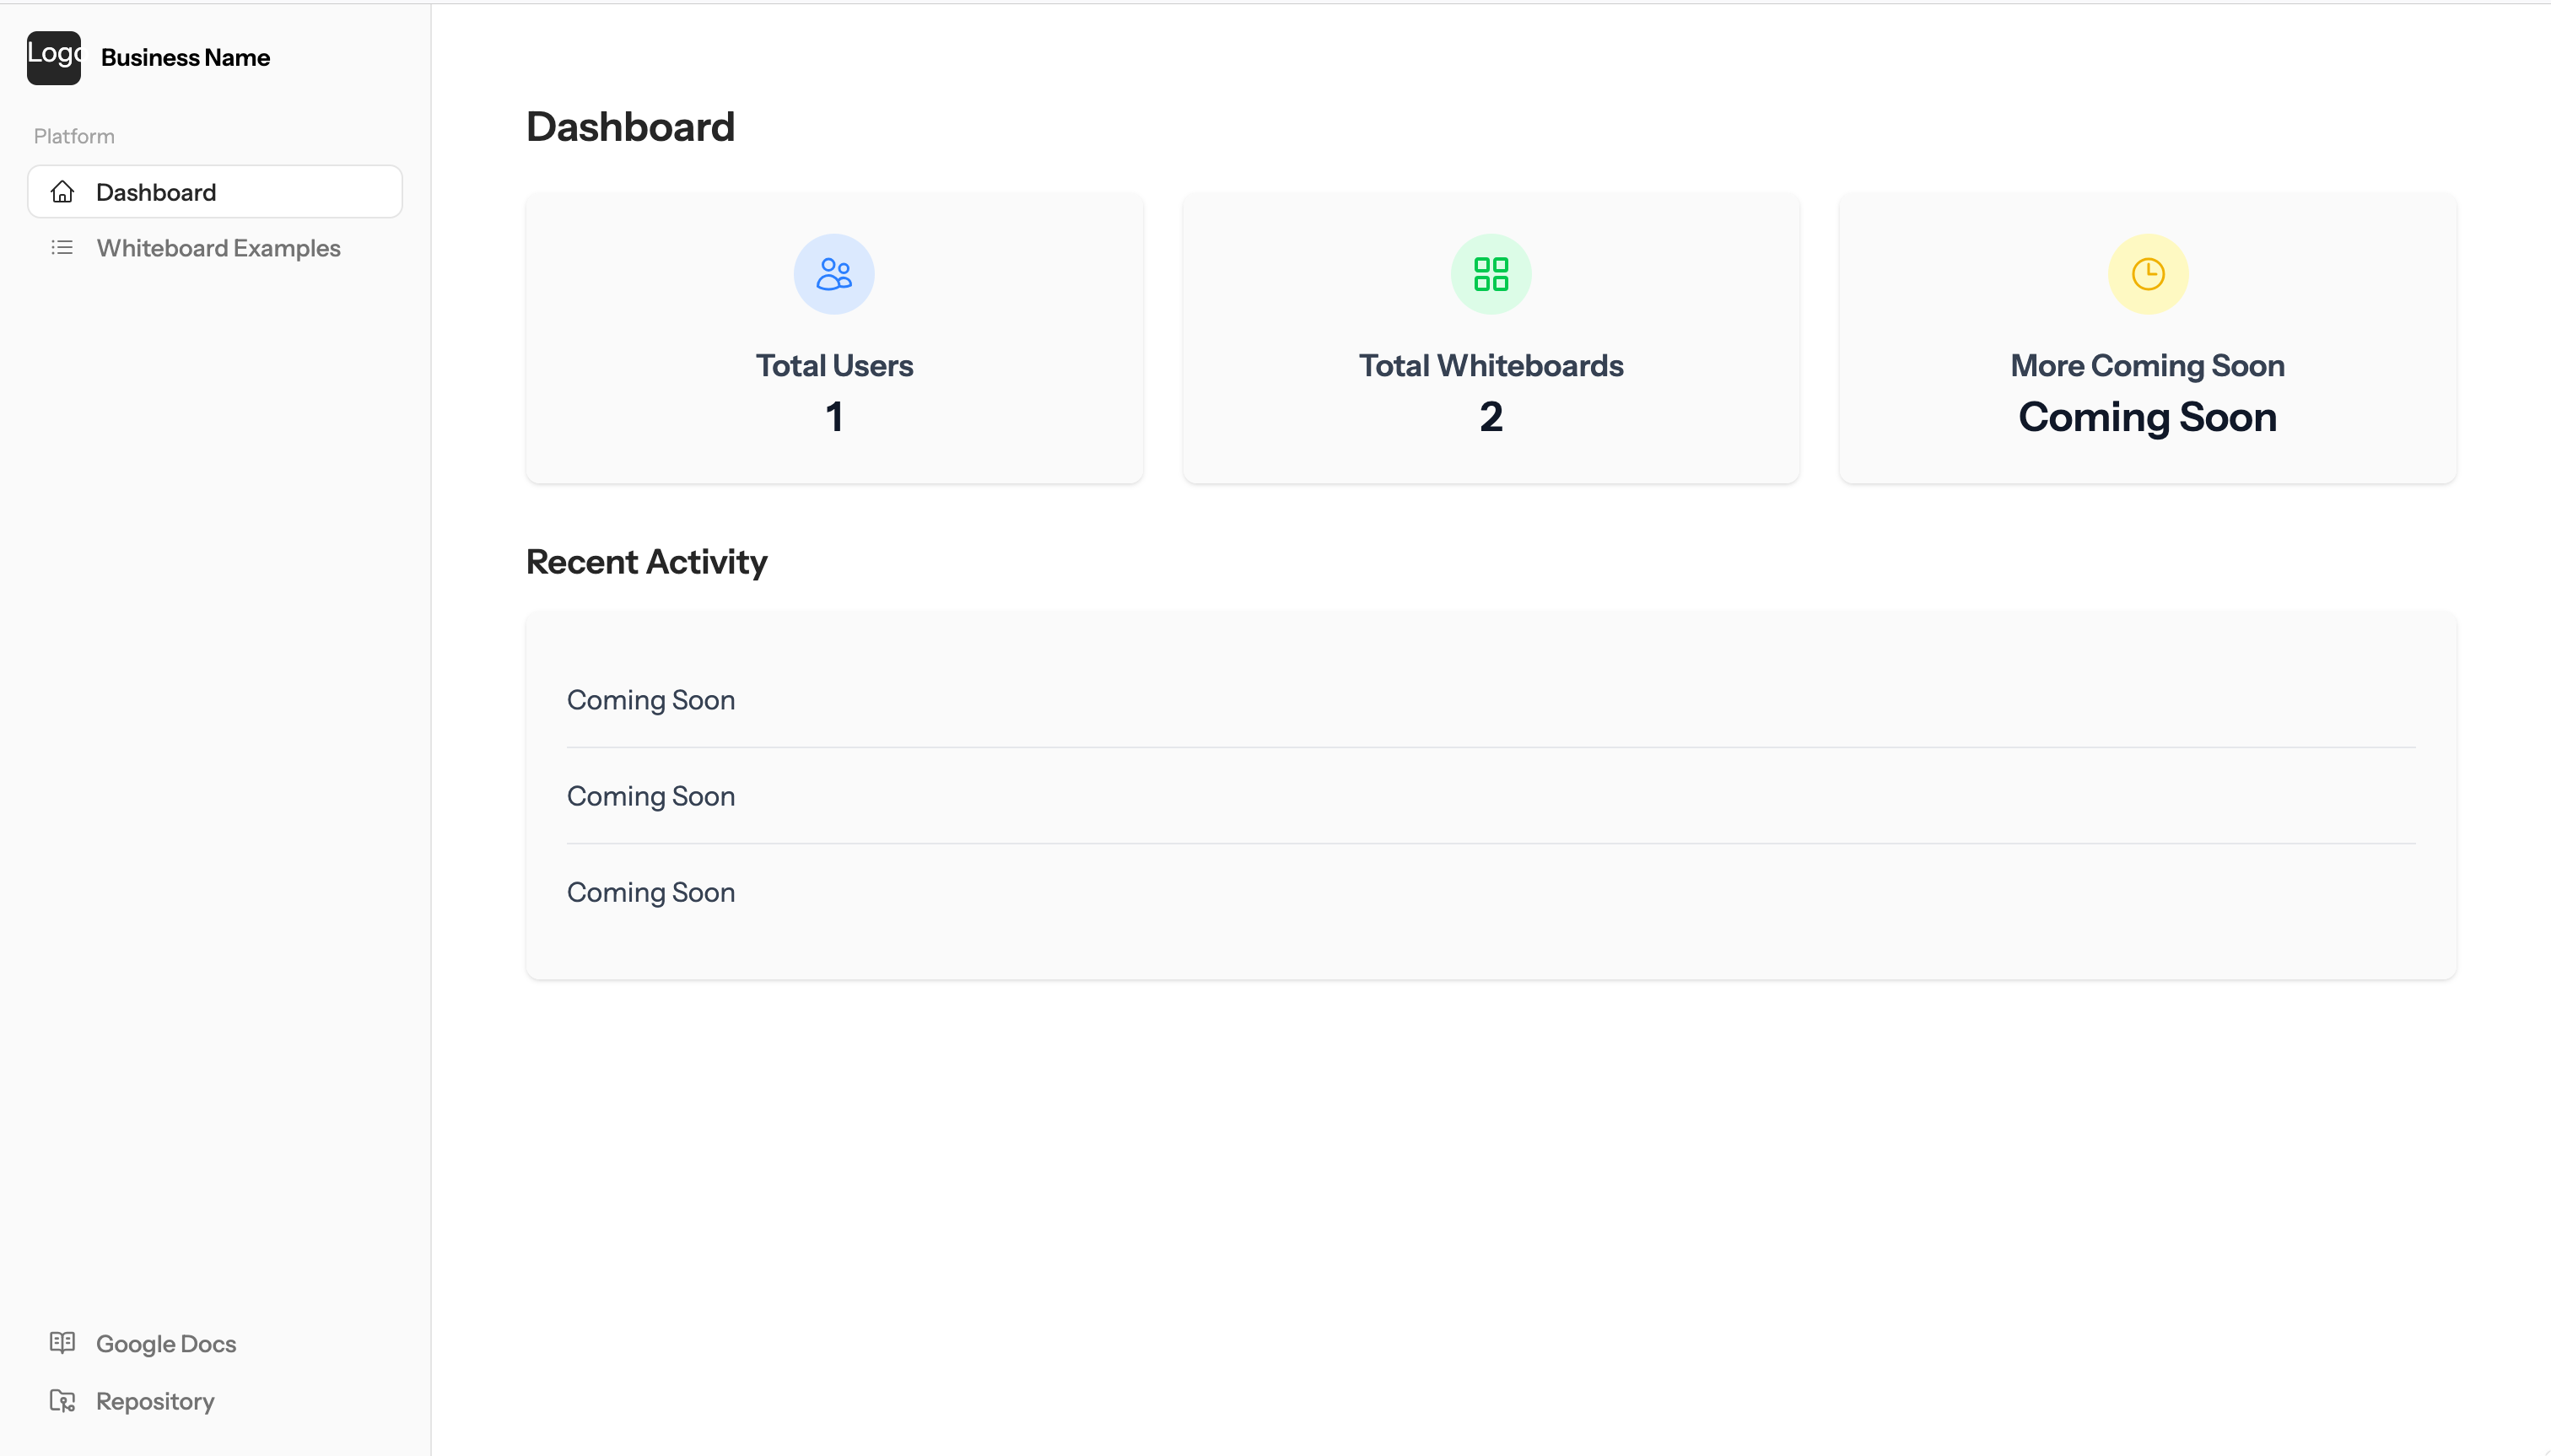 Logo
Business Name
Platform
Dashboard
Whiteboard Examples
Dashboard
Total Users
1
Total Whiteboards
2
More Coming Soon
Coming Soon
Recent Activity
Coming Soon
Coming Soon
Coming Soon
Google Docs
Repository